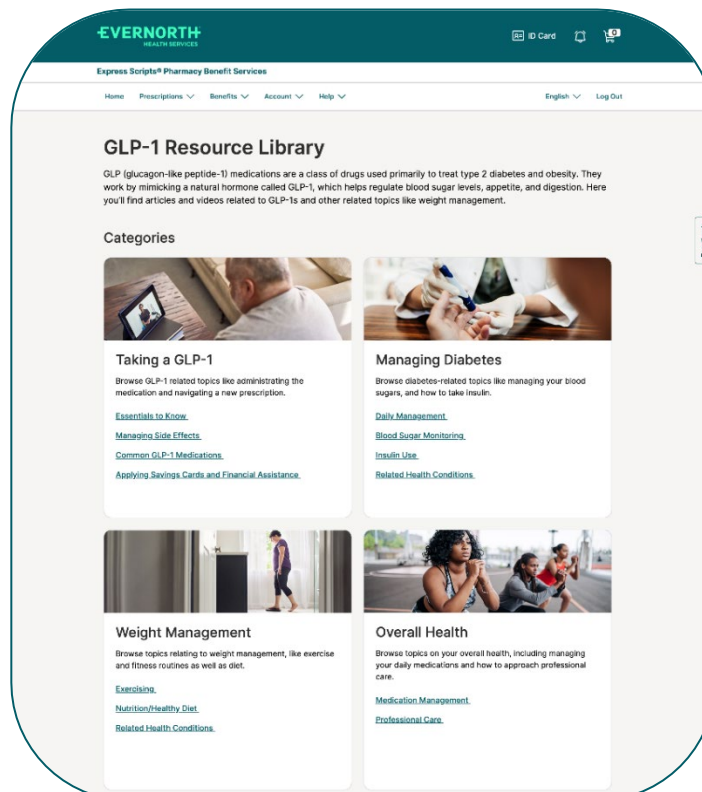 EVERNORTH
HEALTH SERVICES
ID Card
0
Express Scripts® Pharmacy Benefit Services
Home Prescriptions Benefits Account Help English Log Out
GLP-1 Resource Library
GLP (glucagon-like peptide-1) medications are a class of drugs used primarily to treat type 2 diabetes and obesity. They
work by mimicking a natural hormone called GLP-1, which helps regulate blood sugar levels, appetite, and digestion. Here
you'll find articles and videos related to GLP-1s and other related topics like weight management.
Categories
Taking a GLP-1
Browse GLP-1 related topics like administrating the
medication and navigating a new prescription.
Essentials to Know
Managing Side Effects
Common GLP-1 Medications
Applying Savings Cards and Financial Assistance
Managing Diabetes
Browse diabetes-related topics like managing your blood
sugars, and how to take insulin.
Daily Management
Blood Sugar Monitoring
Insulin Use
Related Health Conditions
Weight Management
Browse topics relating to weight management, like exercise
and fitness routines as well as diet.
Exercising
Nutrition/Healthy Diet
Related Health Conditions
Overall Health
Browse topics on your overall health, including managing
your daily medications and how to approach professional
care.
Medication Management
Professional Care